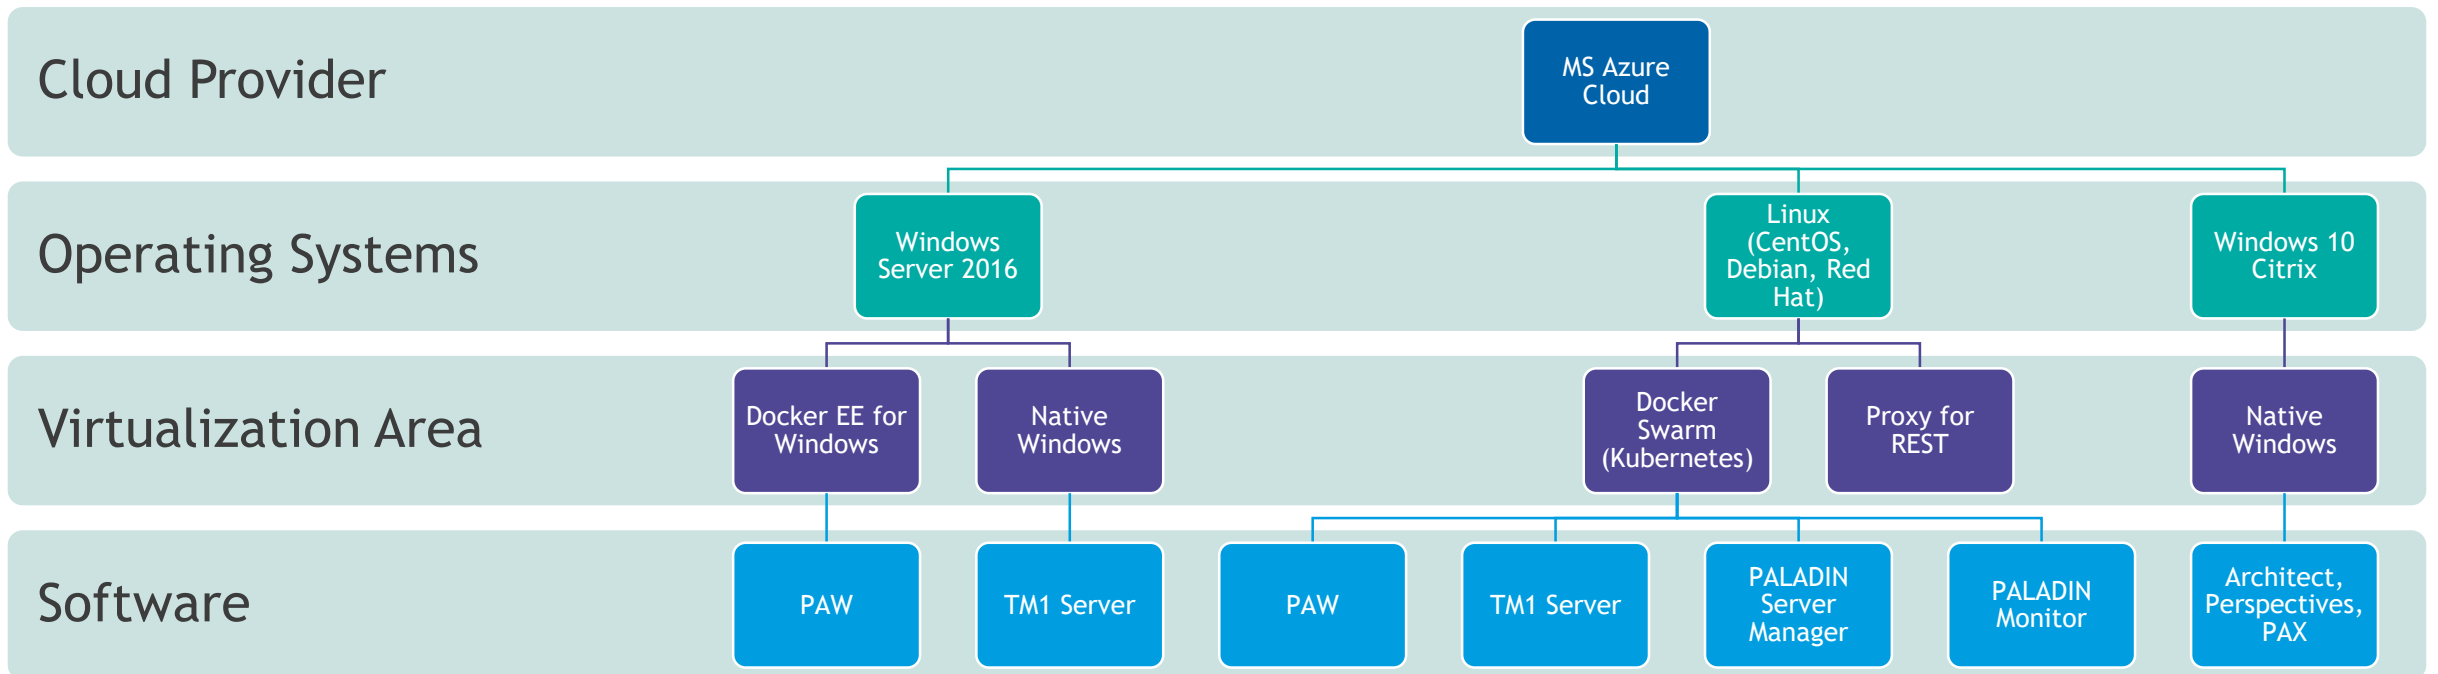 Cloud Provider
MS Azure
Cloud
Operating Systems
Windows
Server 2016
Linux
(CentOS,
Debian, Red
Hat)
Windows 10
Citrix
Virtualization Area
Docker EE for
Windows
Native
Windows
Docker
Swarm
(Kubernetes)
Proxy for
REST
Native
Windows
Software
PAW
TM1 Server
PAW
TM1 Server
PALADIN
Server
Manager
PALADIN
Monitor
Architect,
Perspectives,
PAX